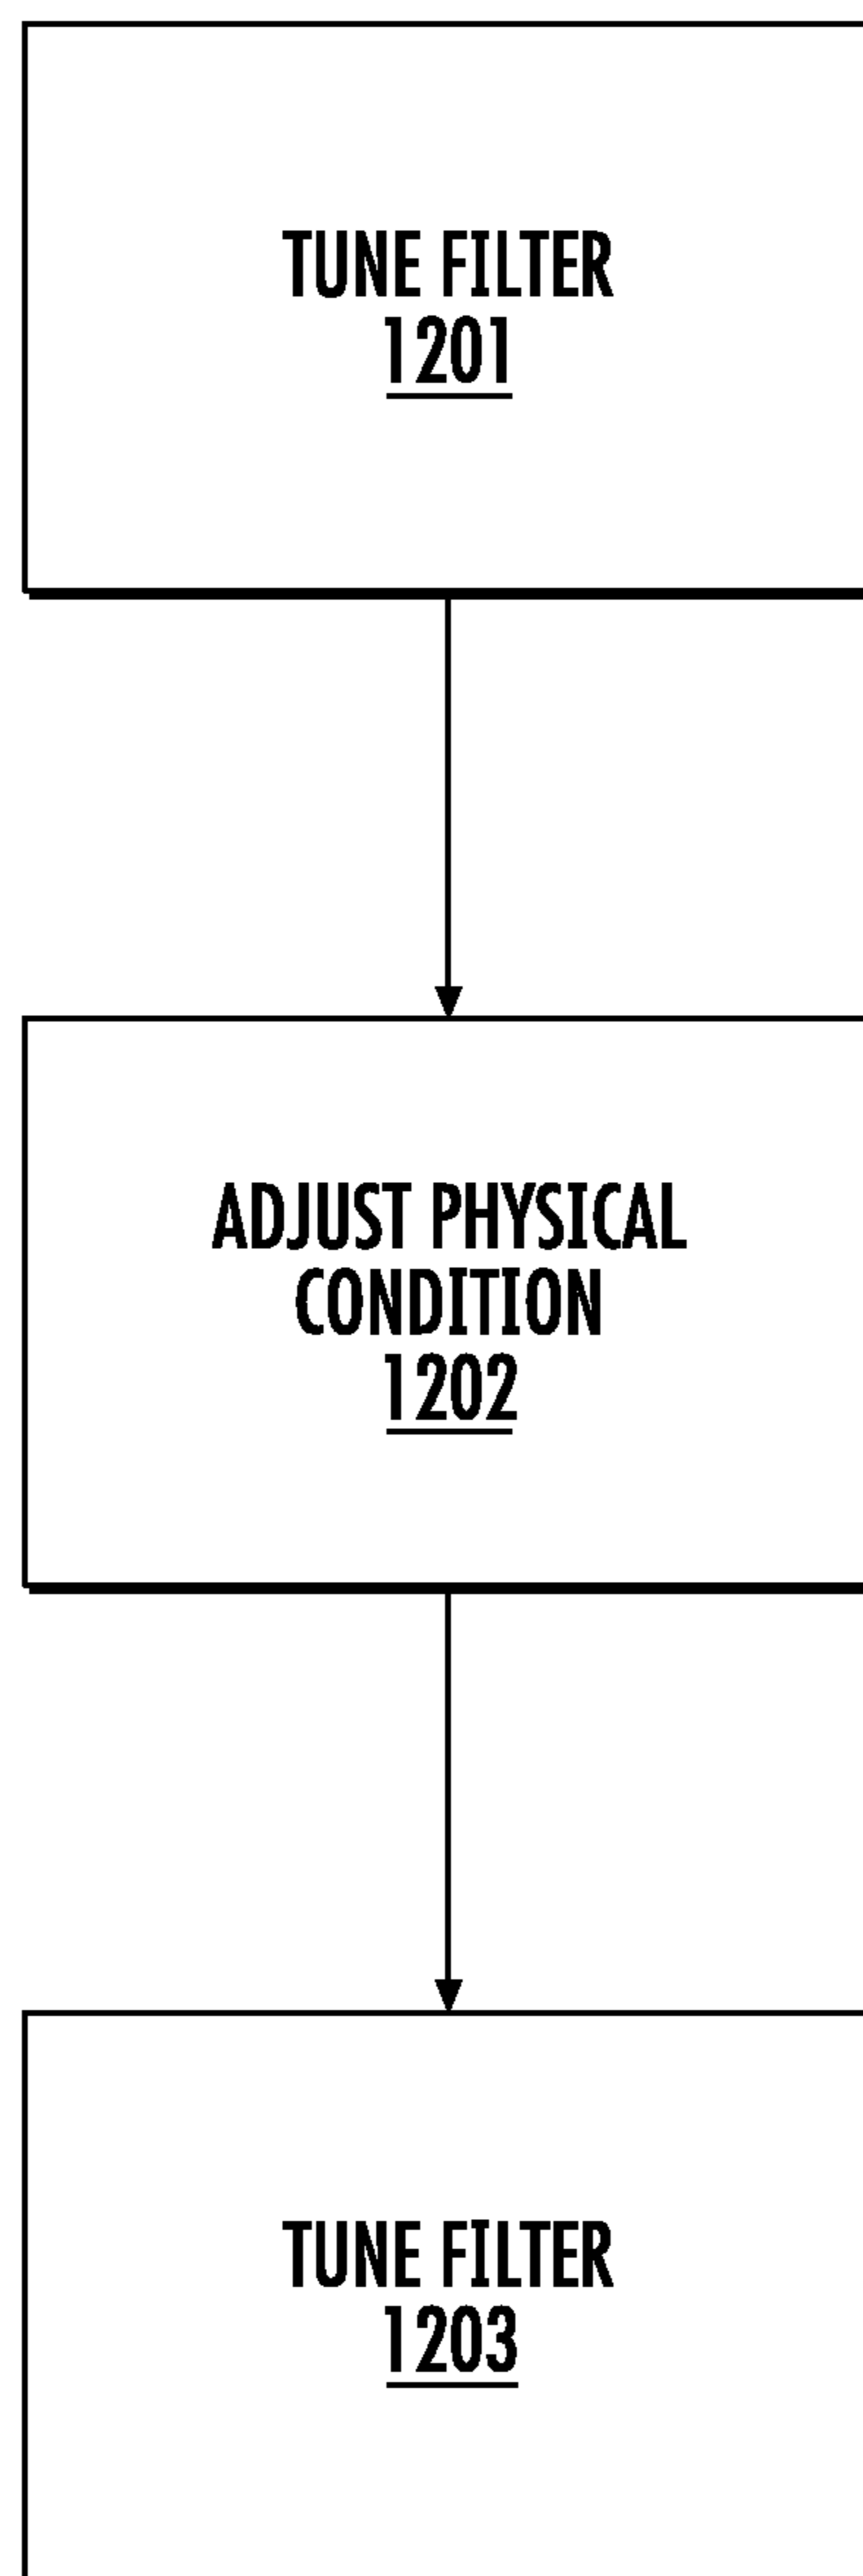 TUNE FILTER
1201
ADJUST PHYSICAL
CONDITION
1202
TUNE FILTER
1203